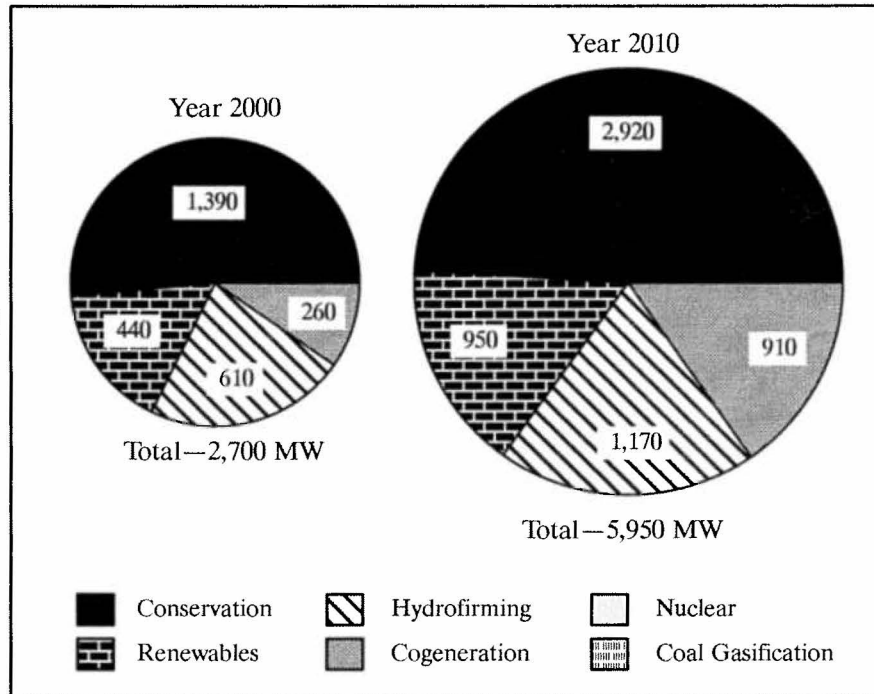 Year 2000
1,390
440
260
610
Total—2,700 MW
Year 2010
2,920
950
910
1,170
Total—5,950 MW
Conservation
Hydrofirming
Nuclear
Renewables
Cogeneration
Coal Gasification